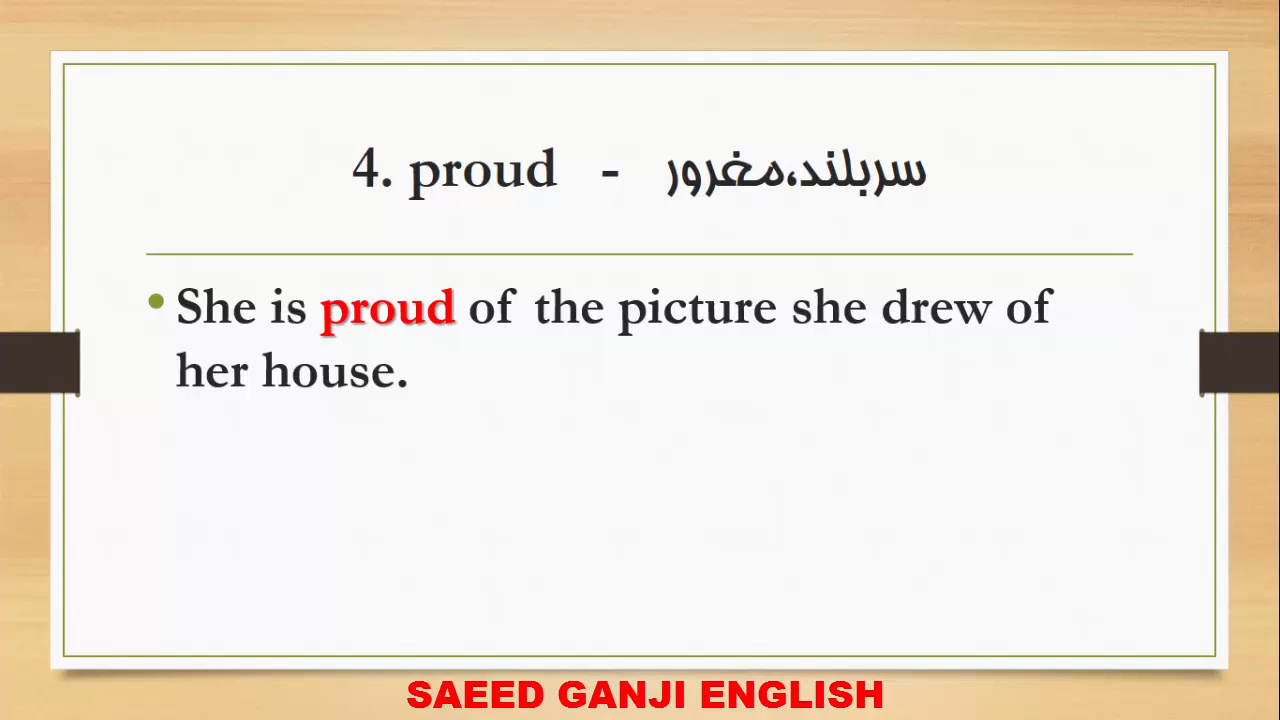 4. proud - سربلند،مغرور
• She is proud of the picture she drew of
her house.
SAEED GANJI ENGLISH